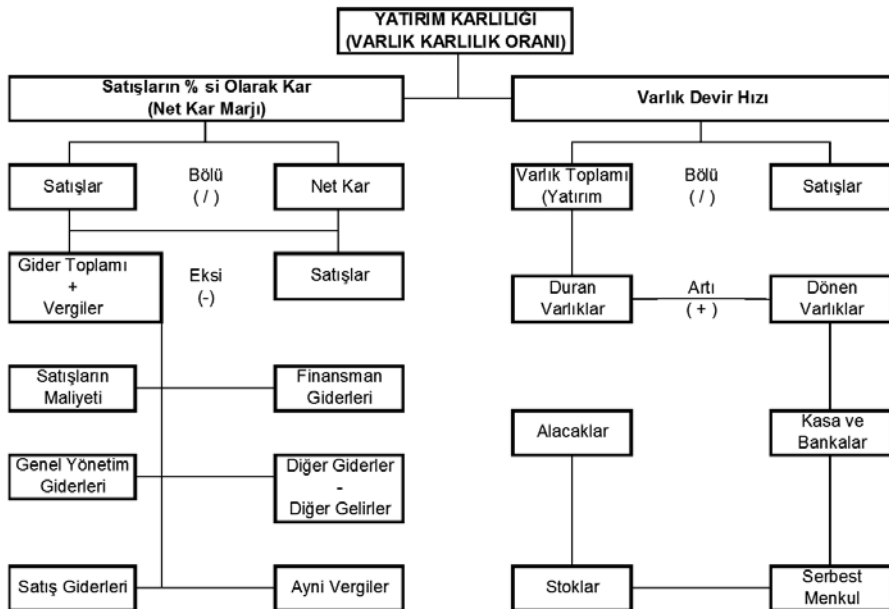 YATIRIM KARLILIĞI
(VARLIK KARLILIK ORANI)
Satışların % si Olarak Kar
(Net Kar Marjı)
Varlık Devir Hızı
Satışlar
Bölü
( / )
Net Kar
Varlık Toplamı
(Yatırım
Bölü
( / )
Satışlar
Gider Toplamı
+
Vergiler
Eksi
(-)
Satışlar
Duran
Varlıklar
Artı
( + )
Dönen
Varlıklar
Satışların
Maliyeti
Finansman
Giderleri
Alacaklar
Kasa ve
Bankalar
Genel Yönetim
Giderleri
Diğer Giderler
-
Diğer Gelirler
Satış Giderleri
Ayni Vergiler
Stoklar
Serbest
Menkul